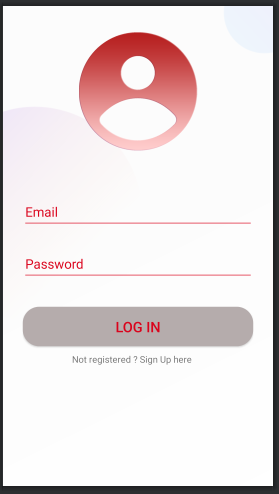 Email
Password
LOG IN
Not registered ? Sign Up here